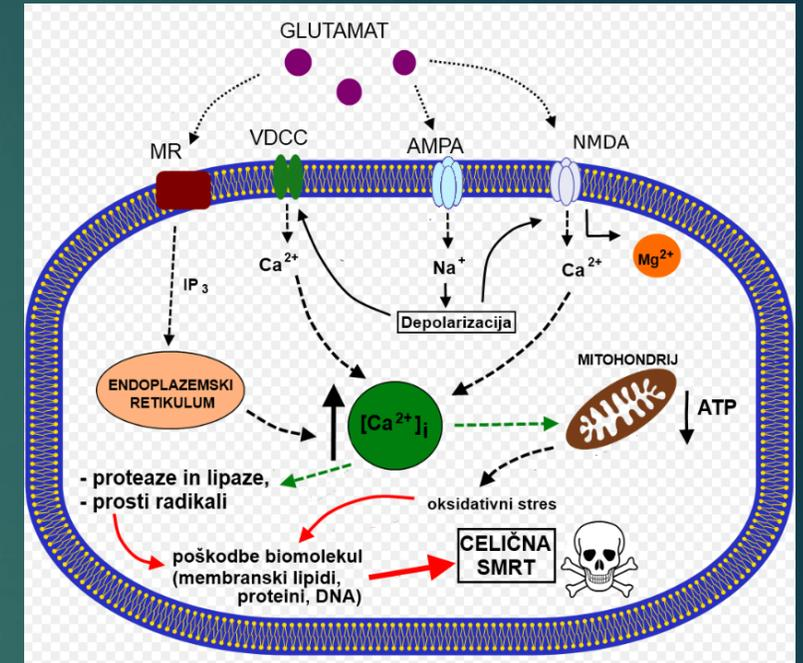 GLUTAMAT
MR
VDCC
AMPA
NMDA
Ca2+
Na+
Ca2+
Mg2+
IP3
Depolarizacija
MITOHONDRIJ
ENDOPLAZEMSKI
RETIKULUM
[Ca2+]i
ATP
- proteaze in lipaze,
- prosti radikali
oksidativni stres
poškodbe biomolekul
(membranski lipidi,
proteini, DNA)
CELIČNA
SMRT